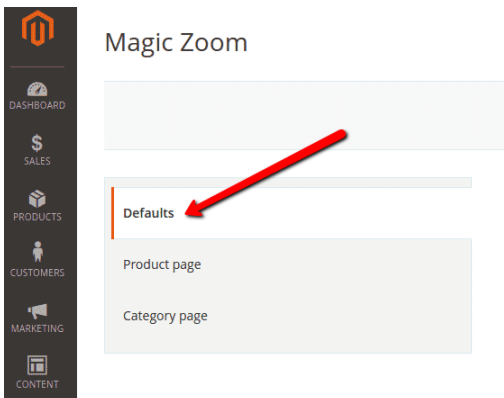 Magic Zoom
DASHBOARD
SALES
PRODUCTS
CUSTOMERS
MARKETING
CONTENT
Defaults
Product page
Category page